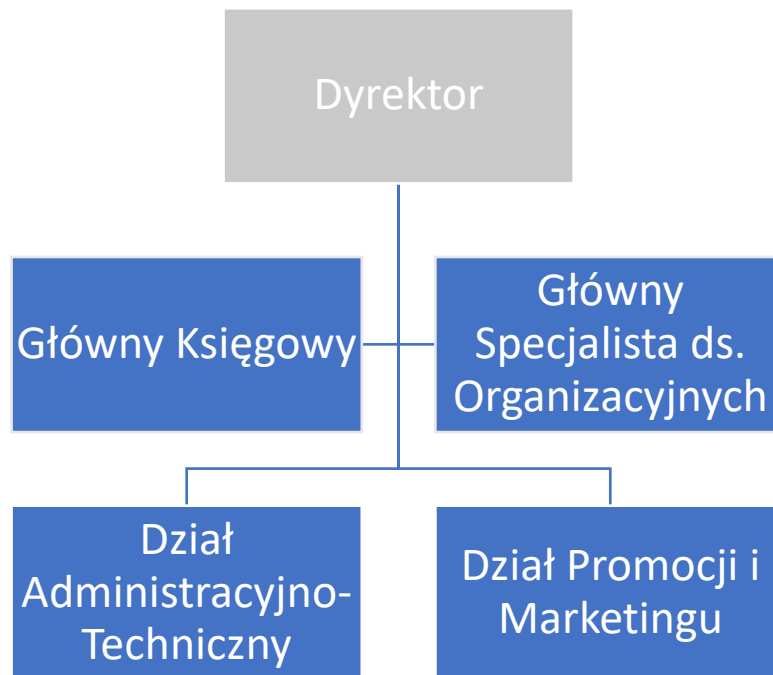 Dyrektor
Główny Księgowy
Główny
Specjalista ds.
Organizacyjnych
Dział
Administracyjno-
Techniczny
Dział Promocji i
Marketingu